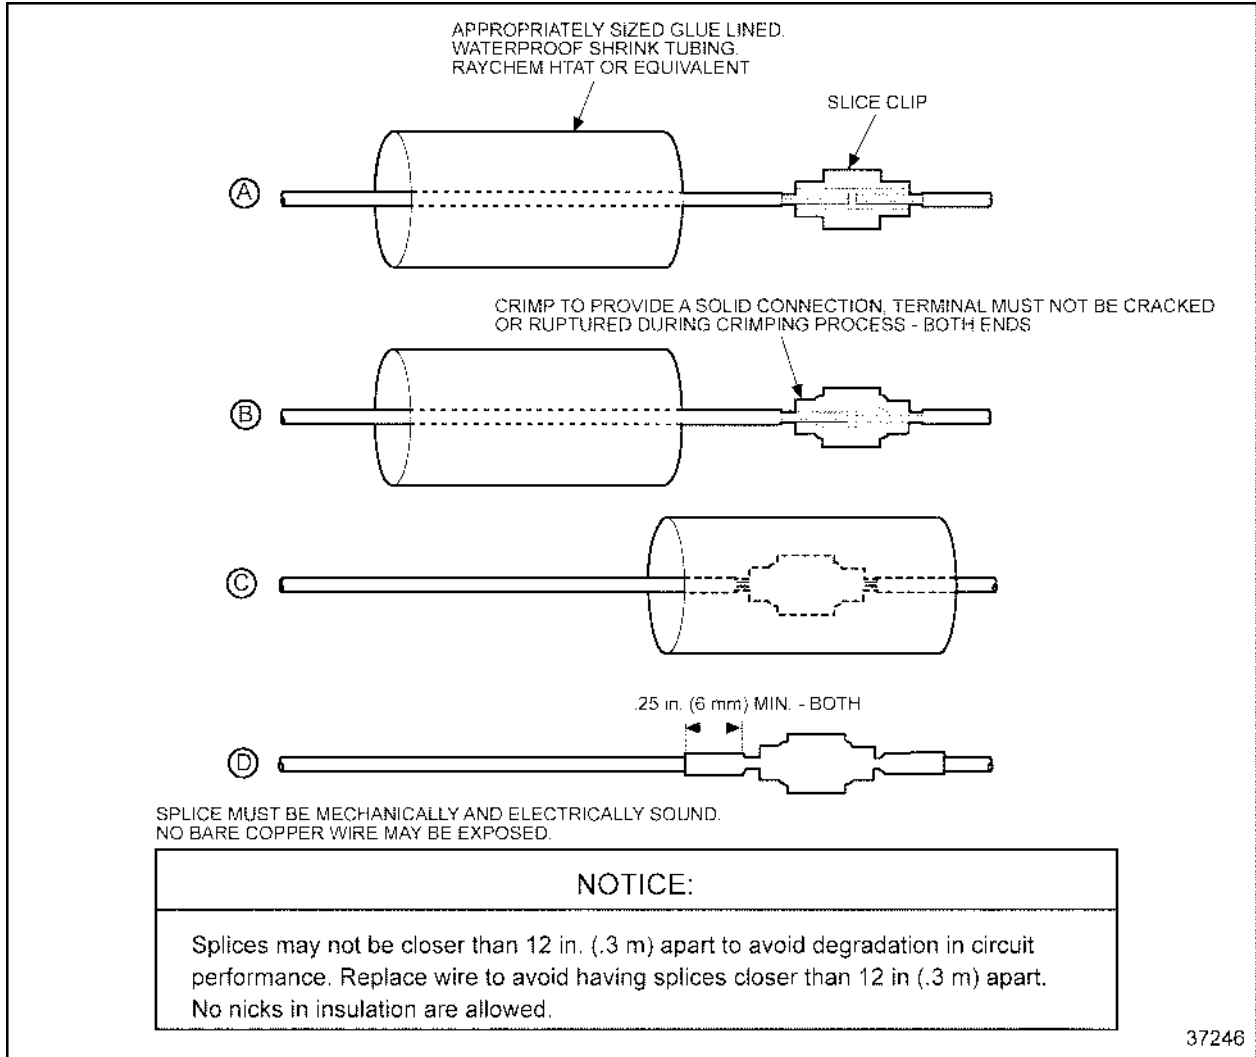 APPROPRIATELY SIZED GLUE LINED.
WATERPROOF SHRINK TUBING.
RAYCHEM HTAT OR EQUIVALENT
SLICE CLIP
A
CRIMP TO PROVIDE A SOLID CONNECTION, TERMINAL MUST NOT BE CRACKED
OR RUPTURED DURING CRIMPING PROCESS - BOTH ENDS
B
C
.25 in. (6 mm) MIN. - BOTH
D
SPLICE MUST BE MECHANICALLY AND ELECTRICALLY SOUND.
NO BARE COPPER WIRE MAY BE EXPOSED.
NOTICE:
Splices may not be closer than 12 in. (.3 m) apart to avoid degradation in circuit
performance. Replace wire to avoid having splices closer than 12 in (.3 m) apart.
No nicks in insulation are allowed.
37246